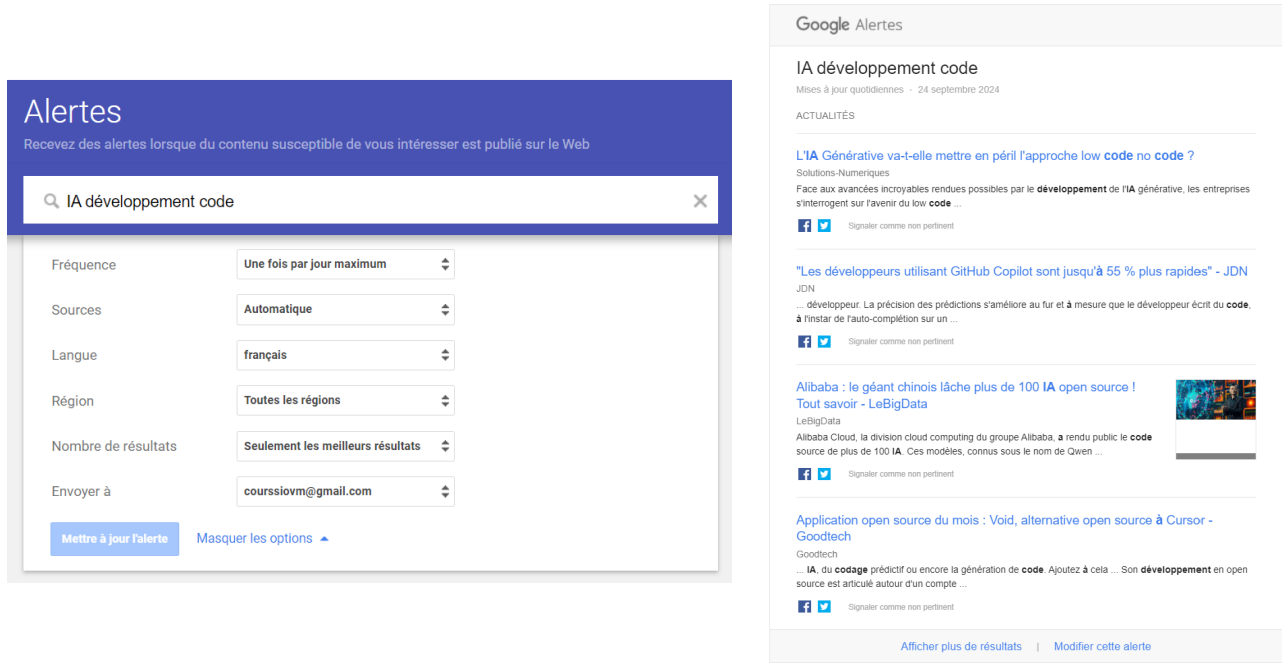 Alertes
Recevez des alertes lorsque du contenu susceptible de vous intéresser est publié sur le Web
IA développement code
Fréquence
Une fois par jour maximum
Sources
Automatique
Langue
français
Région
Toutes les régions
Nombre de résultats
Seulement les meilleurs résultats
Envoyer à
courssiovm@gmail.com
Mettre à jour l'alerte
Masquer les options
Google Alertes
IA développement code
Mises à jour quotidiennes - 24 septembre 2024
ACTUALITÉS
L'IA Générative va-t-elle mettre en péril l'approche low code no code ?
Solutions-Numeriques
Face aux avancées incroyables rendues possibles par le développement de l'IA générative, les entreprises
s'interrogent sur l'avenir du low code ...
Signaler comme non pertinent
"Les développeurs utilisant GitHub Copilot sont jusqu'à 55 % plus rapides" - JDN
JDN
... développeur. La précision des prédictions s'améliore au fur et à mesure que le développeur écrit du code,
à l'instar de l'auto-complétion sur un ...
Signaler comme non pertinent
Alibaba : le géant chinois lâche plus de 100 IA open source !
Tout savoir - LeBigData
LeBigData
Alibaba Cloud, la division cloud computing du groupe Alibaba, a rendu public le code
source de plus de 100 IA. Ces modèles, connus sous le nom de Qwen ...
Signaler comme non pertinent
Application open source du mois : Void, alternative open source à Cursor -
Goodtech
Goodtech
... IA, du codage prédictif ou encore la génération de code. Ajoutez à cela ... Son développement en open
source est articulé autour d'un compte ...
Signaler comme non pertinent
Afficher plus de résultats | Modifier cette alerte